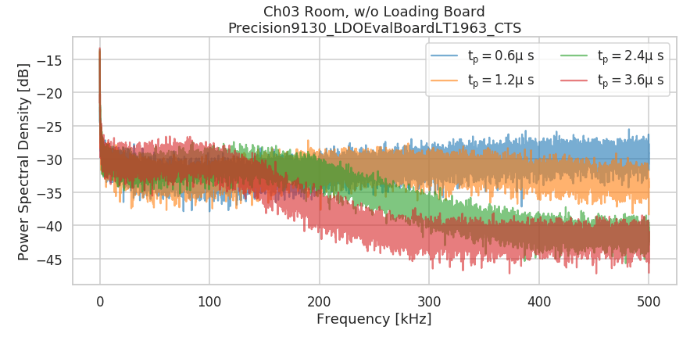 Ch03 Room, w/o Loading Board
Precision9130_LDOEvalBoardLT1963_CTS
tp = 0.6μ s
tp = 1.2μ s
tp = 2.4μ s
tp = 3.6μ s
Power Spectral Density [dB]
−15
−20
−25
−30
−35
−40
−45
0 100 200 300 400 500
Frequency [kHz]